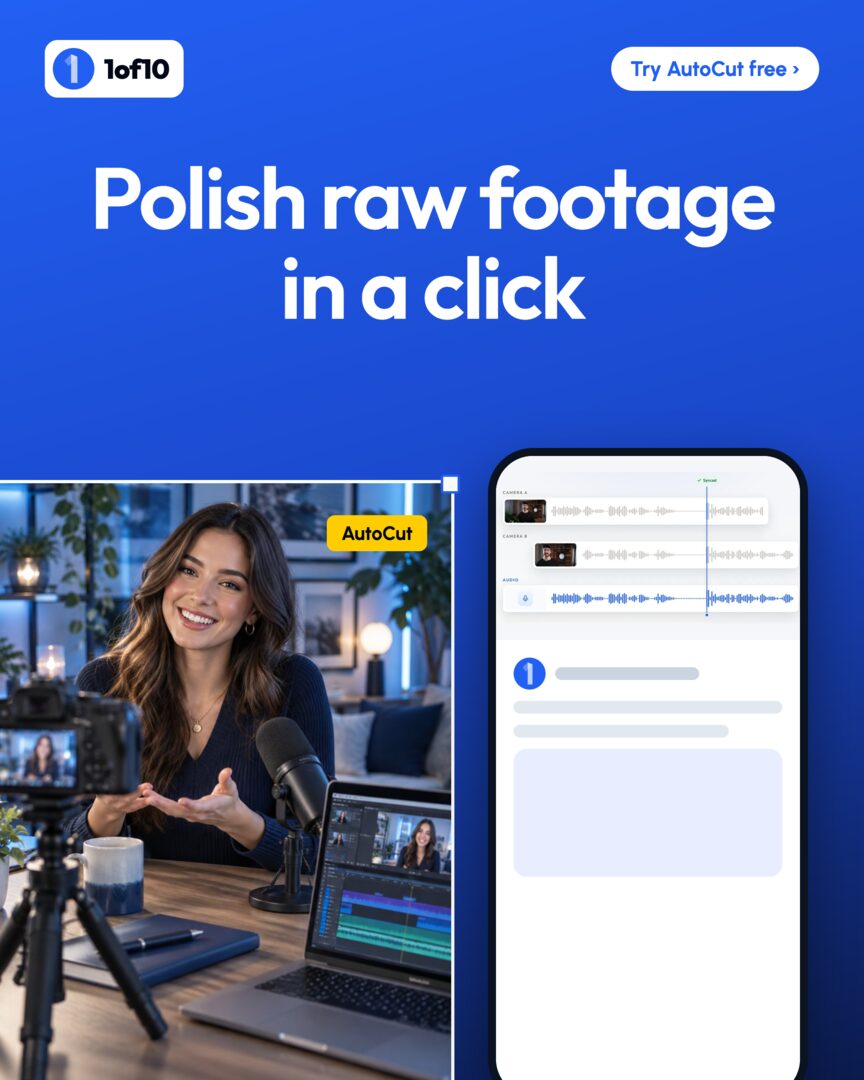 1of10
Try AutoCut free ›
Polish raw footage
in a click
AutoCut
✓ Synced
CAMERA A
CAMERA B
AUDIO